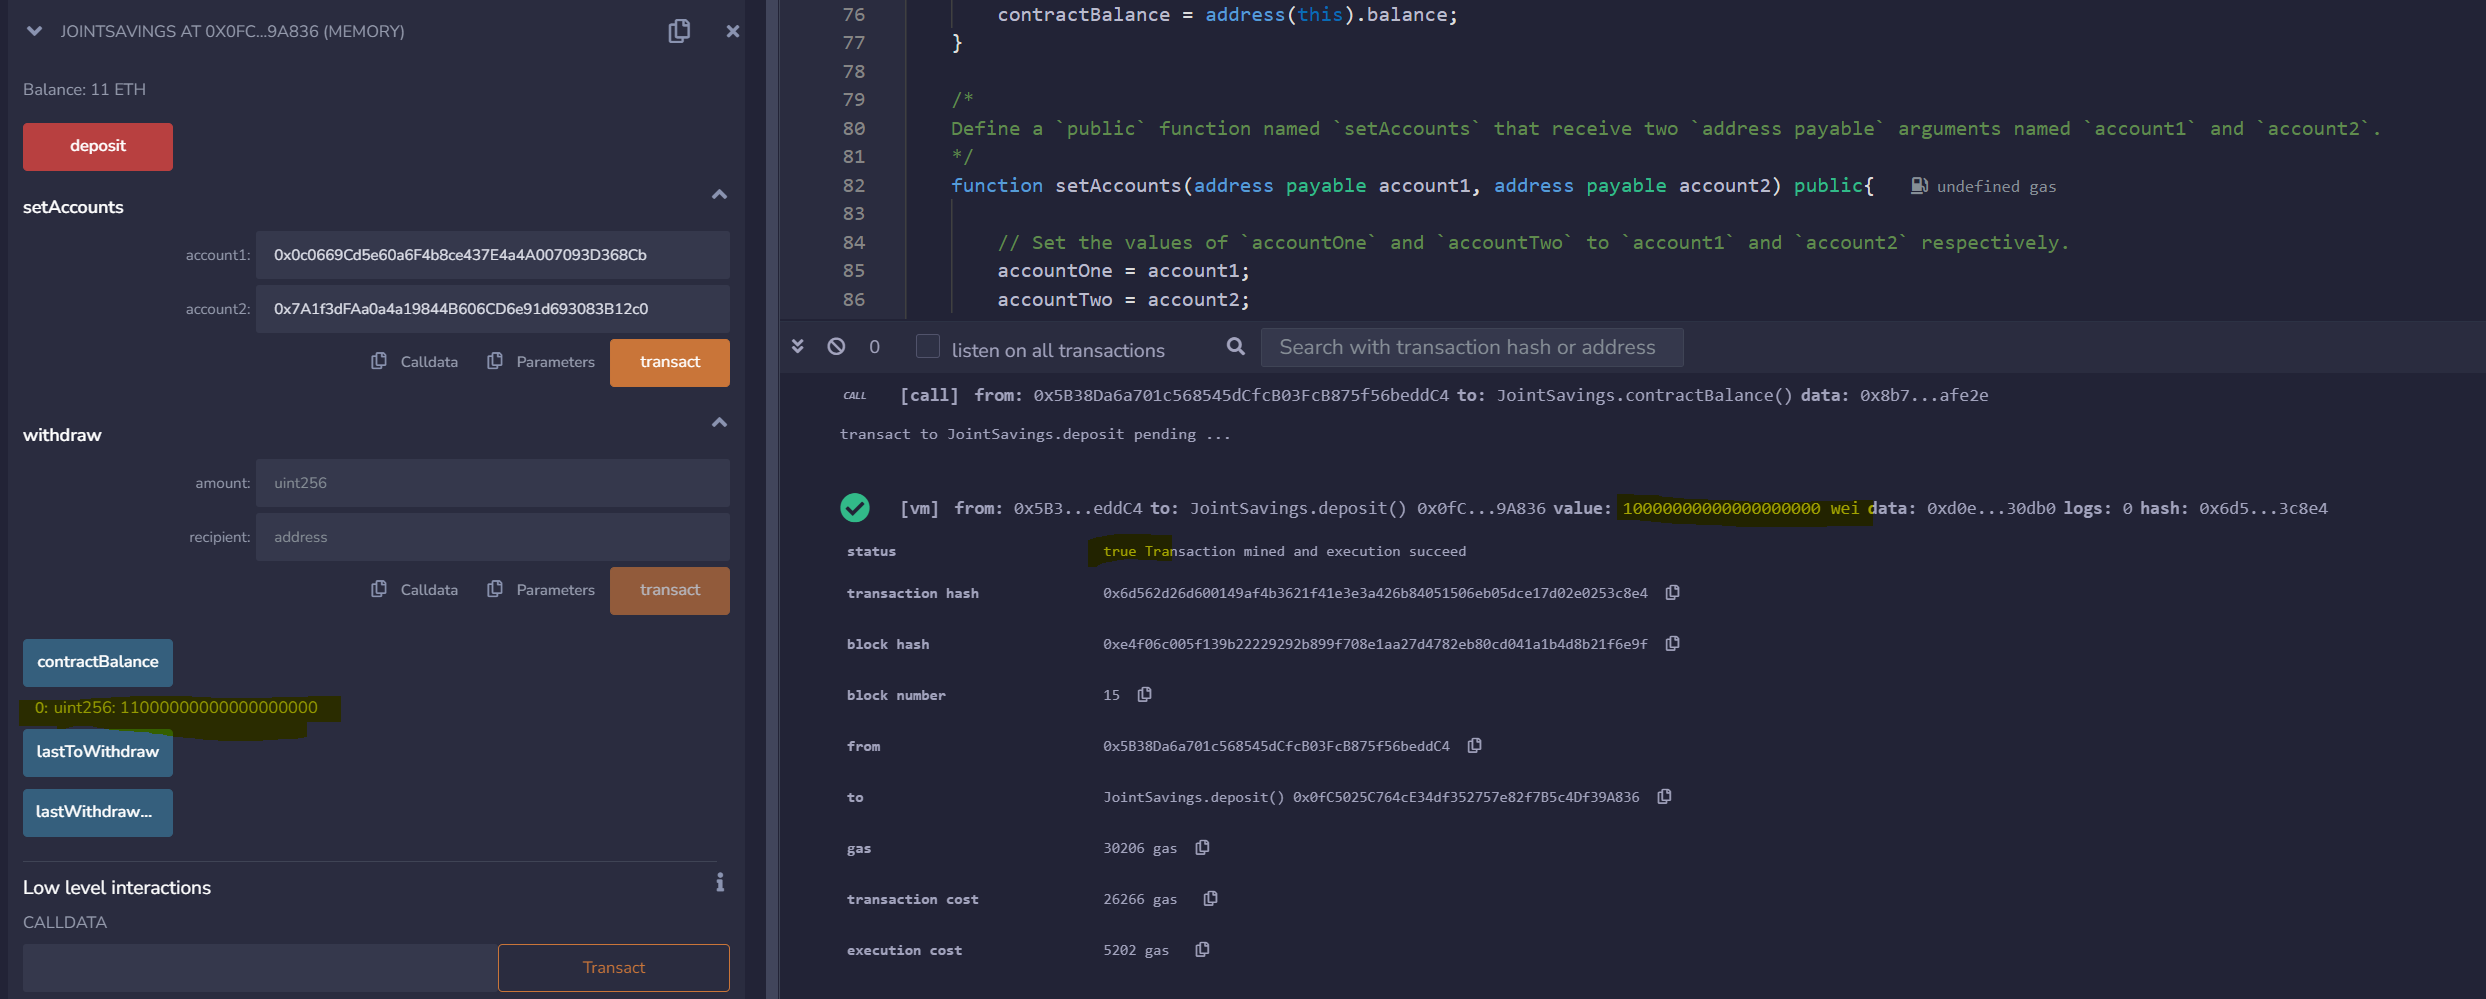 JOINTSAVINGS AT 0X0FC...9A836 (MEMORY)
Balance: 11 ETH
deposit
setAccounts
account1: 0x0c0669Cd5e60a6F4b8ce437E4a4A007093D368Cb
account2: 0x7A1f3dFAa0a4a19844B606CD6e91d693083B12c0
Calldata Parameters transact
withdraw
amount: uint256
recipient: address
Calldata Parameters transact
contractBalance
0: uint256: 11000000000000000000
lastToWithdraw
lastWithdraw...
Low level interactions
CALLDATA
Transact
76 contractBalance = address(this).balance;
77 }
78
79 /*
80 Define a `public` function named `setAccounts` that receive two `address payable` arguments named `account1` and `account2`.
81 */
82 function setAccounts(address payable account1, address payable account2) public{ undefined gas
83
84 // Set the values of `accountOne` and `accountTwo` to `account1` and `account2` respectively.
85 accountOne = account1;
86 accountTwo = account2;
0 listen on all transactions Search with transaction hash or address
CALL [call] from: 0x5B38Da6a701c568545dCfcB03FcB875f56beddC4 to: JointSavings.contractBalance() data: 0x8b7...afe2e
transact to JointSavings.deposit pending ...
[vm] from: 0x5B3...eddC4 to: JointSavings.deposit() 0x0fC...9A836 value: 10000000000000000000 wei data: 0xd0e...30db0 logs: 0 hash: 0x6d5...3c8e4
status true Transaction mined and execution succeed
transaction hash 0x6d562d26d600149af4b3621f41e3e3a426b84051506eb05dce17d02e0253c8e4
block hash 0xe4f06c005f139b22229292b899f708e1aa27d4782eb80cd041a1b4d8b21f6e9f
block number 15
from 0x5B38Da6a701c568545dCfcB03FcB875f56beddC4
to JointSavings.deposit() 0x0fC5025C764cE34df352757e82f7B5c4Df39A836
gas 30206 gas
transaction cost 26266 gas
execution cost 5202 gas